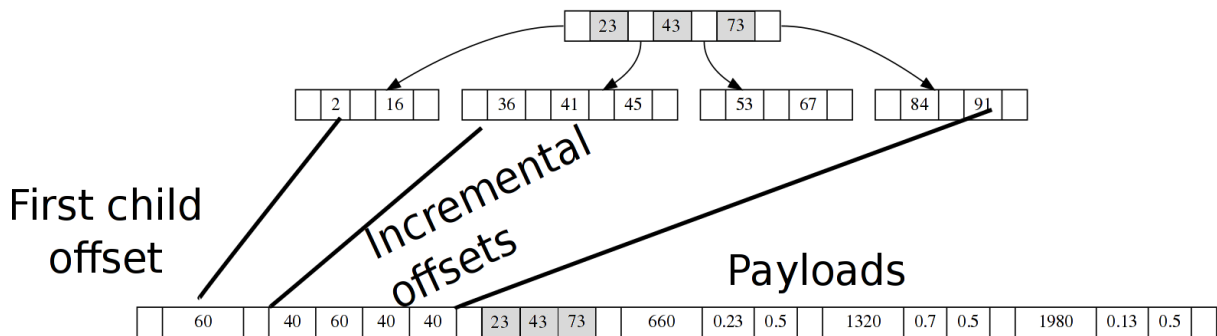 23 43 73
2 16 36 41 45 53 67 84 91
First child
offset
Incremental
offsets
Payloads
60 40 60 40 40 23 43 73 660 0.23 0.5 1320 0.7 0.5 1980 0.13 0.5